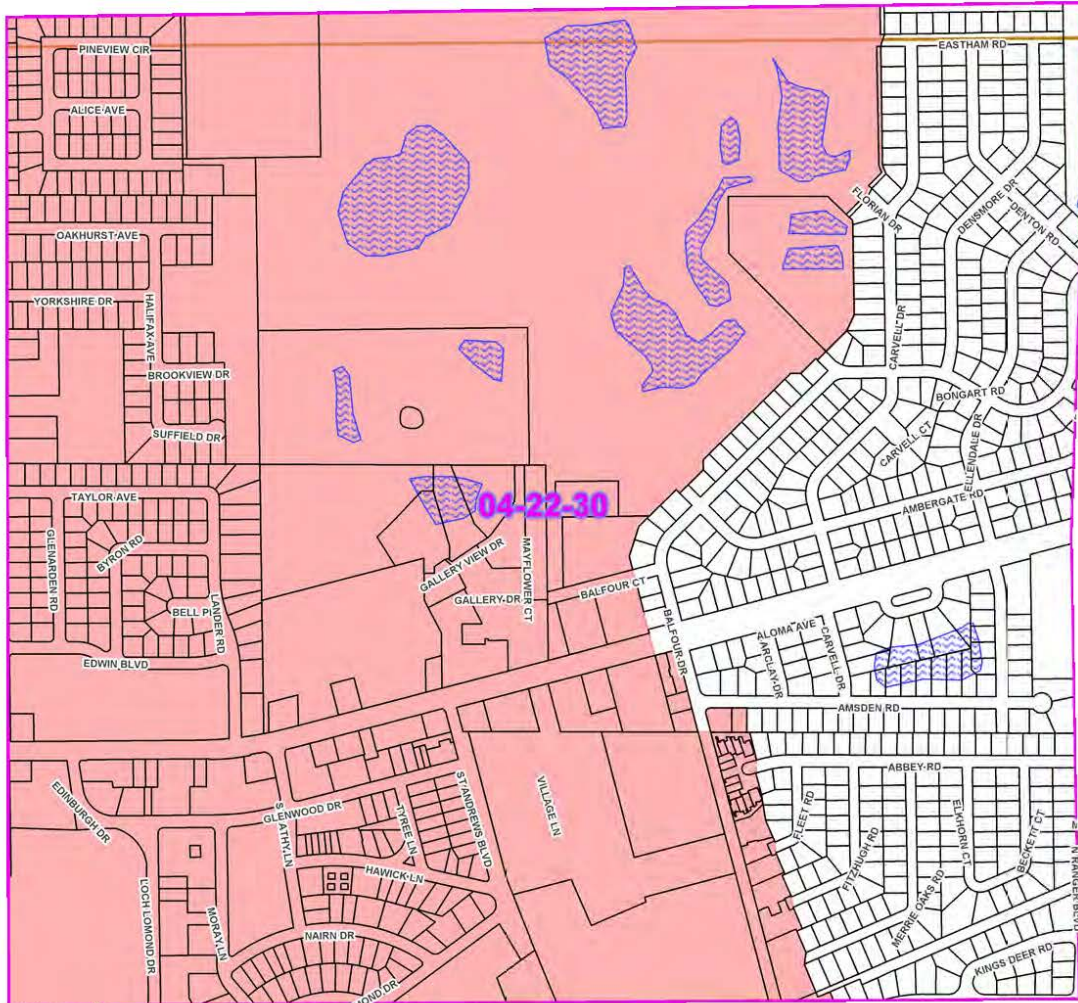 PINEVIEW CIR
EASTHAM RD
ALICE AVE
FLORIAN DR
DENSMORE DR
DENTON RD
OAKHURST AVE
YORKSHIRE DR
HALIFAX AVE
CARVELL DR
BROOKVIEW DR
BONGART RD
SUFFIELD DR
CARVELL CT
ELLENDALE DR
TAYLOR AVE
04-22-30
AMBERGATE RD
GLENARDEN RD
BYRON RD
MAYFLOWER CT
GALLERY VIEW DR
BELL PL
LANDER RD
GALLERY DR
BALFOUR CT
BALFOUR DR
ALOMA AVE
ARCLAY DR
CARVELL DR
EDWIN BLVD
AMSDEN RD
ABBEY RD
EDINBURGH DR
GLENWOOD DR
S ATHY LN
TYREE LN
ST ANDREWS BLVD
VILLAGE LN
FLEET RD
FITZHUGH RD
ELKHORN CT
BECKETT CT
HAWICK LN
LOCH LOMOND DR
MORAY LN
NAIRN DR
MERRIE OAKS RD
N RANGER BLVD
KINGS DEER RD
MOND DR